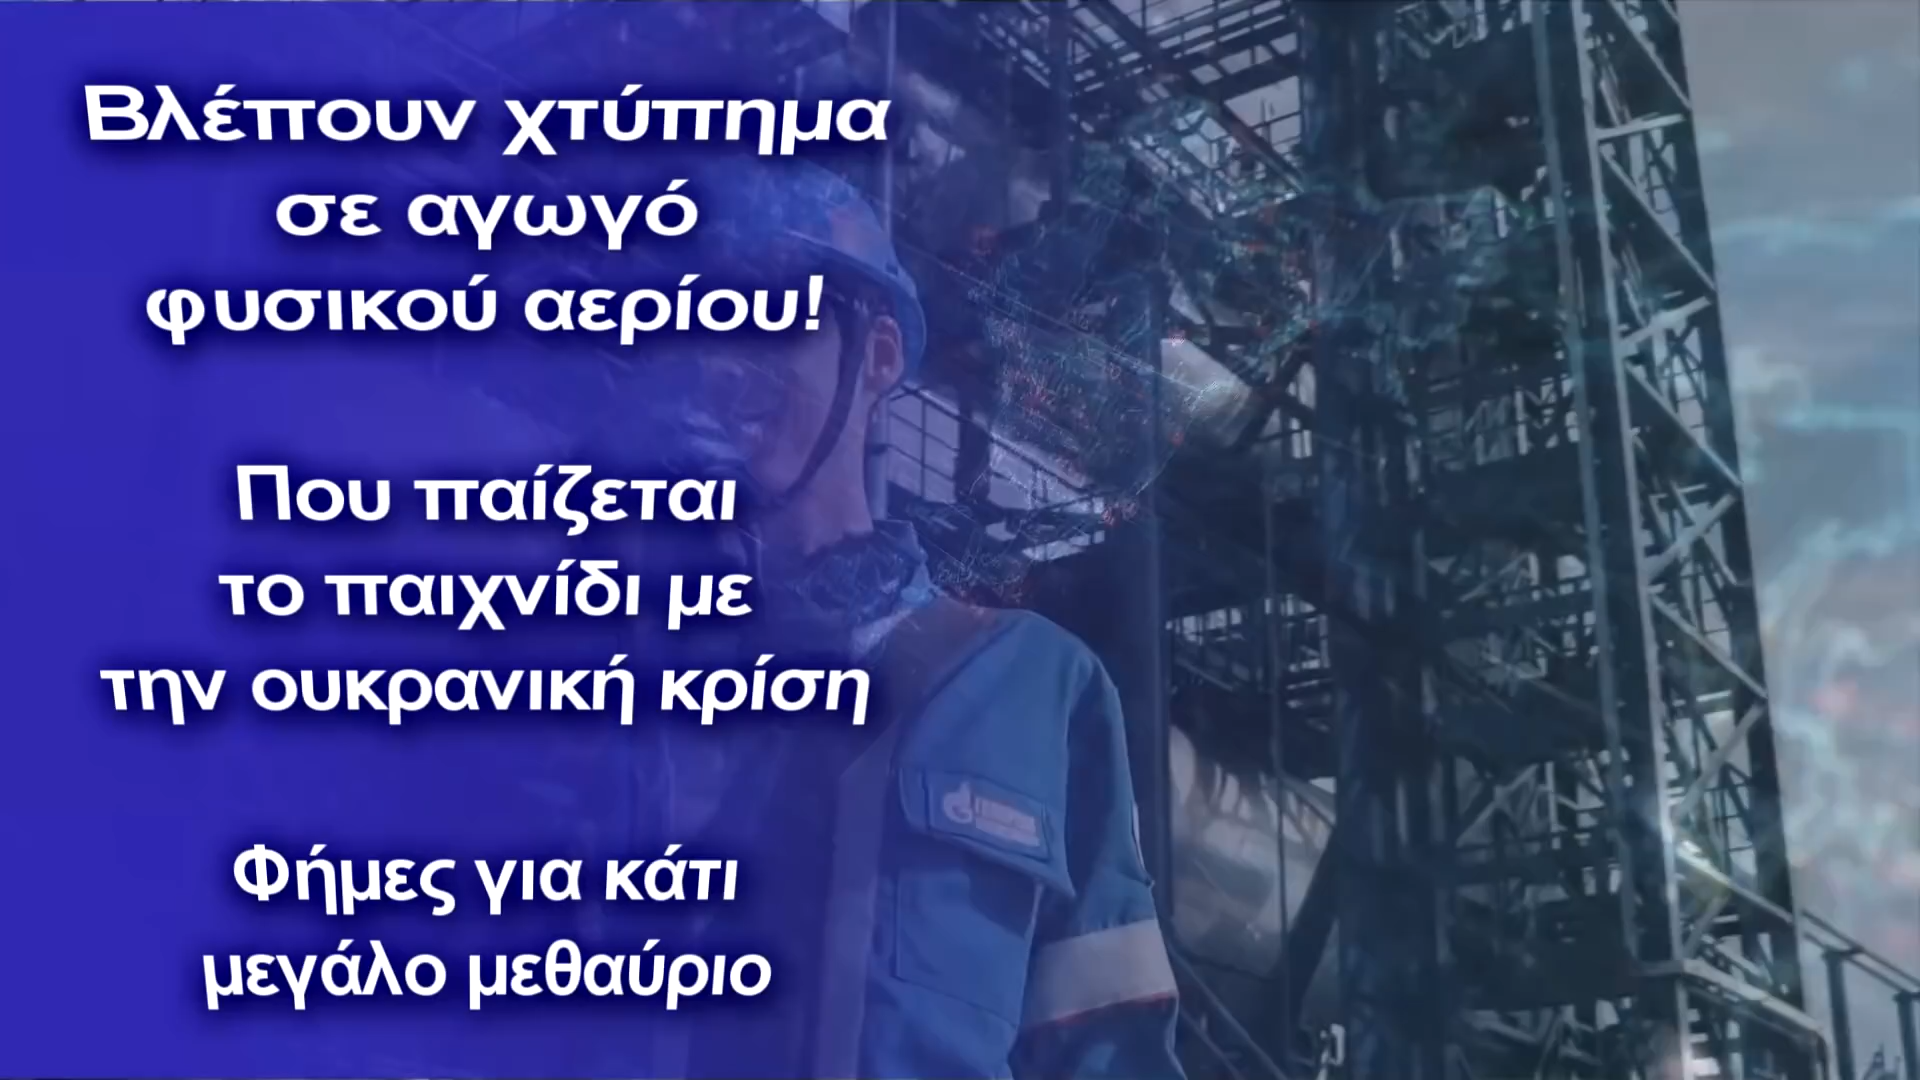 Βλέπουν χτύπημα
σε αγωγό
φυσικού αερίου!
Που παίζεται
το παιχνίδι με
την ουκρανική κρίση
Φήμες για κάτι
μεγάλο μεθαύριο